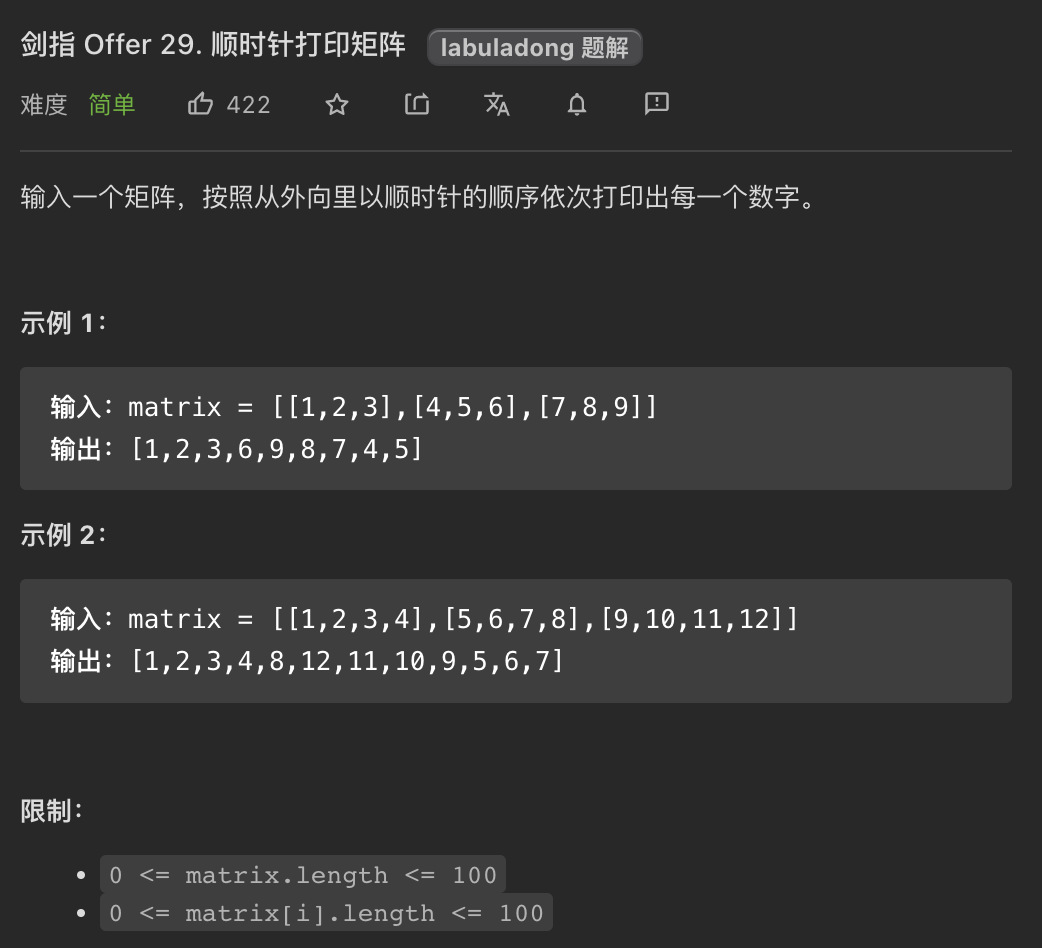 剑指 Offer 29. 顺时针打印矩阵 labuladong 题解
难度 简单 422
输入一个矩阵，按照从外向里以顺时针的顺序依次打印出每一个数字。
示例 1：
输入：matrix = [[1,2,3],[4,5,6],[7,8,9]]
输出：[1,2,3,6,9,8,7,4,5]
示例 2：
输入：matrix = [[1,2,3,4],[5,6,7,8],[9,10,11,12]]
输出：[1,2,3,4,8,12,11,10,9,5,6,7]
限制：
• 0 <= matrix.length <= 100
• 0 <= matrix[i].length <= 100